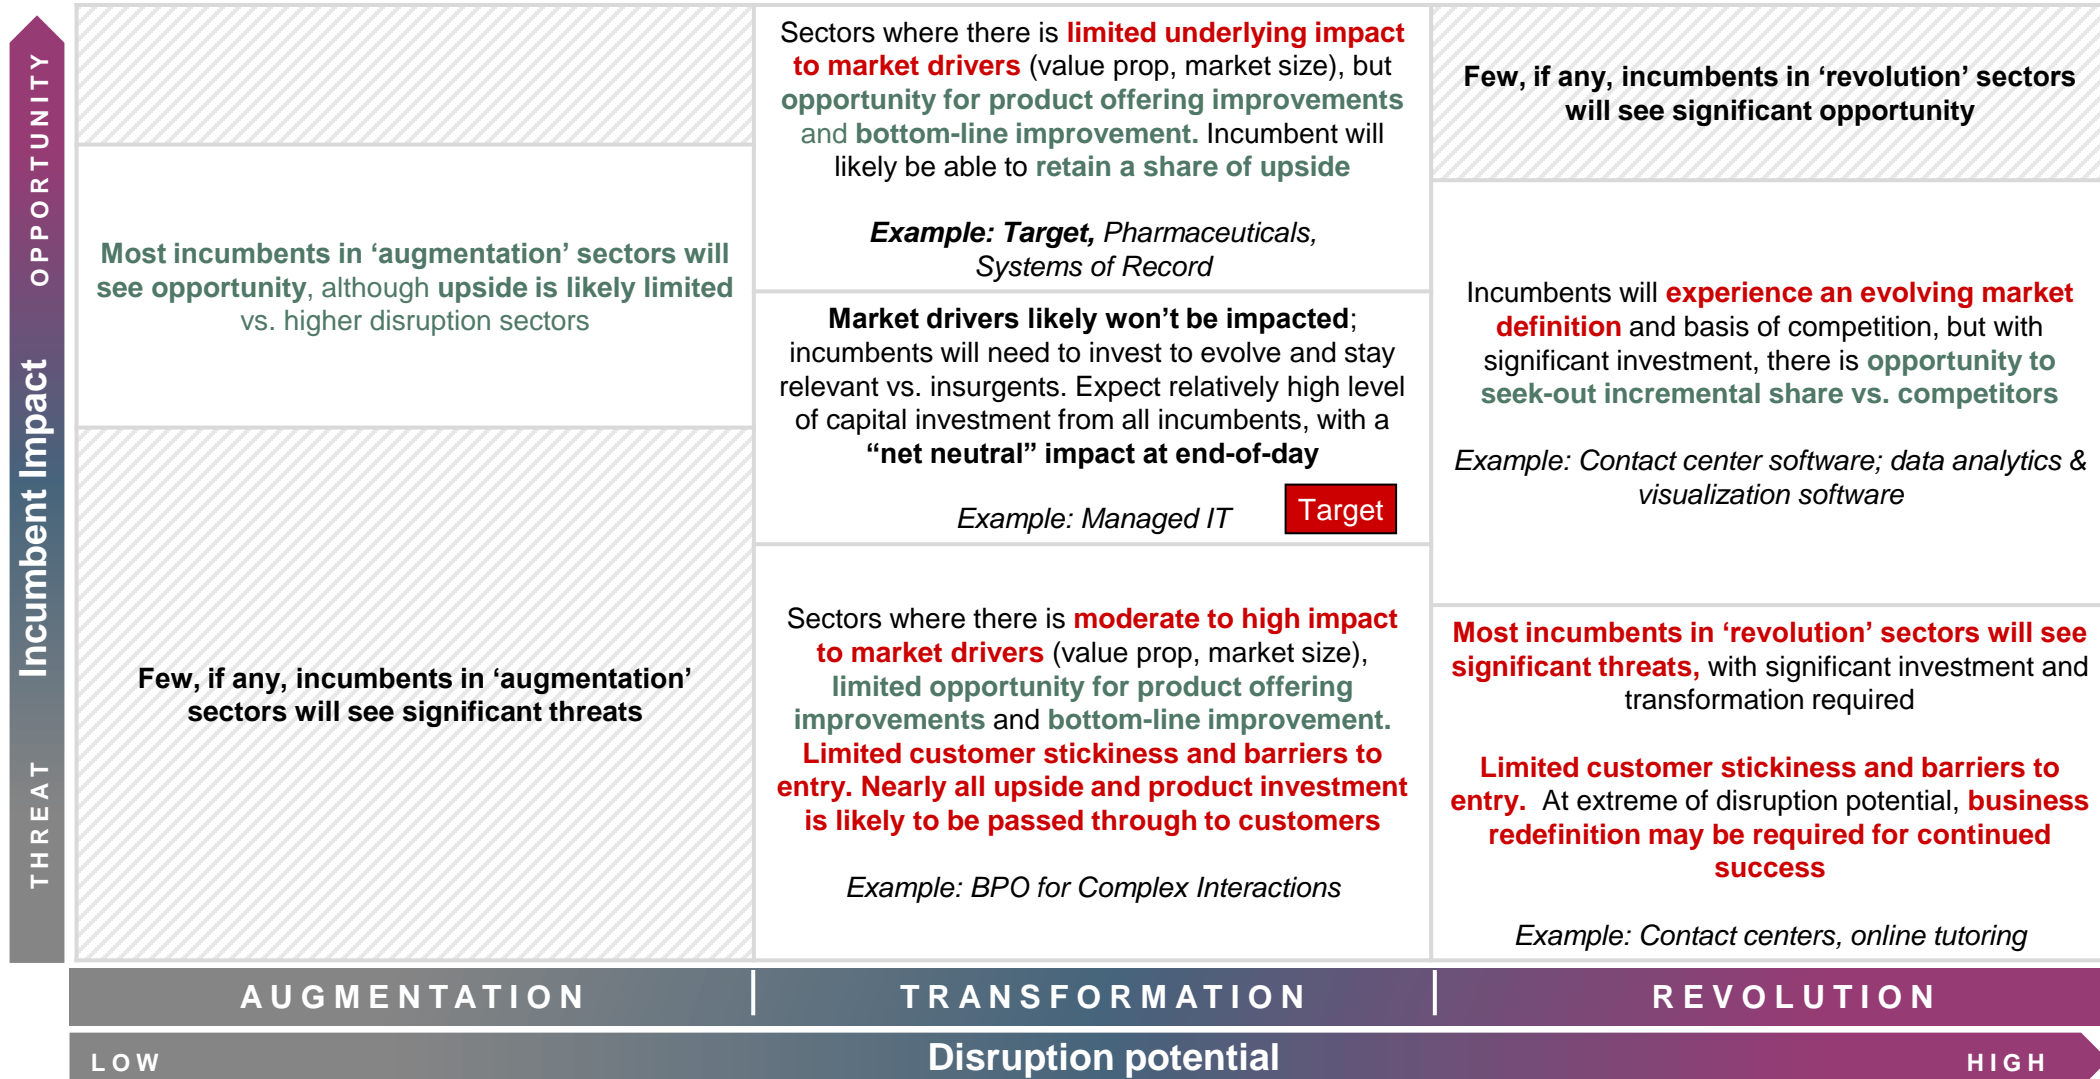 OPPORTUNITY
Incumbent Impact
THREAT
Most incumbents in ‘augmentation’ sectors will
see opportunity, although upside is likely limited
vs. higher disruption sectors
Few, if any, incumbents in ‘augmentation’
sectors will see significant threats
Sectors where there is limited underlying impact
to market drivers (value prop, market size), but
opportunity for product offering improvements
and bottom-line improvement. Incumbent will
likely be able to retain a share of upside
Example: Target, Pharmaceuticals,
Systems of Record
Market drivers likely won’t be impacted;
incumbents will need to invest to evolve and stay
relevant vs. insurgents. Expect relatively high level
of capital investment from all incumbents, with a
“net neutral” impact at end-of-day
Example: Managed IT
Target
Sectors where there is moderate to high impact
to market drivers (value prop, market size),
limited opportunity for product offering
improvements and bottom-line improvement.
Limited customer stickiness and barriers to
entry. Nearly all upside and product investment
is likely to be passed through to customers
Example: BPO for Complex Interactions
Few, if any, incumbents in ‘revolution’ sectors
will see significant opportunity
Incumbents will experience an evolving market
definition and basis of competition, but with
significant investment, there is opportunity to
seek-out incremental share vs. competitors
Example: Contact center software; data analytics &
visualization software
Most incumbents in ‘revolution’ sectors will see
significant threats, with significant investment and
transformation required
Limited customer stickiness and barriers to
entry. At extreme of disruption potential, business
redefinition may be required for continued
success
Example: Contact centers, online tutoring
AUGMENTATION
TRANSFORMATION
REVOLUTION
LOW
Disruption potential
HIGH